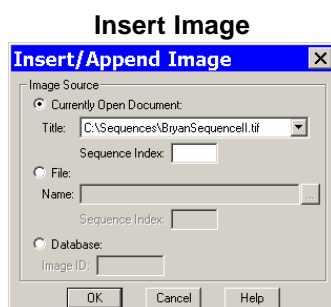 Insert Image
Insert/Append Image
Image Source
Currently Open Document:
Title: C:\Sequences\BryanSequenceII.tif
Sequence Index:
File:
Name: ...
Sequence Index:
Database:
Image ID:
OK Cancel Help